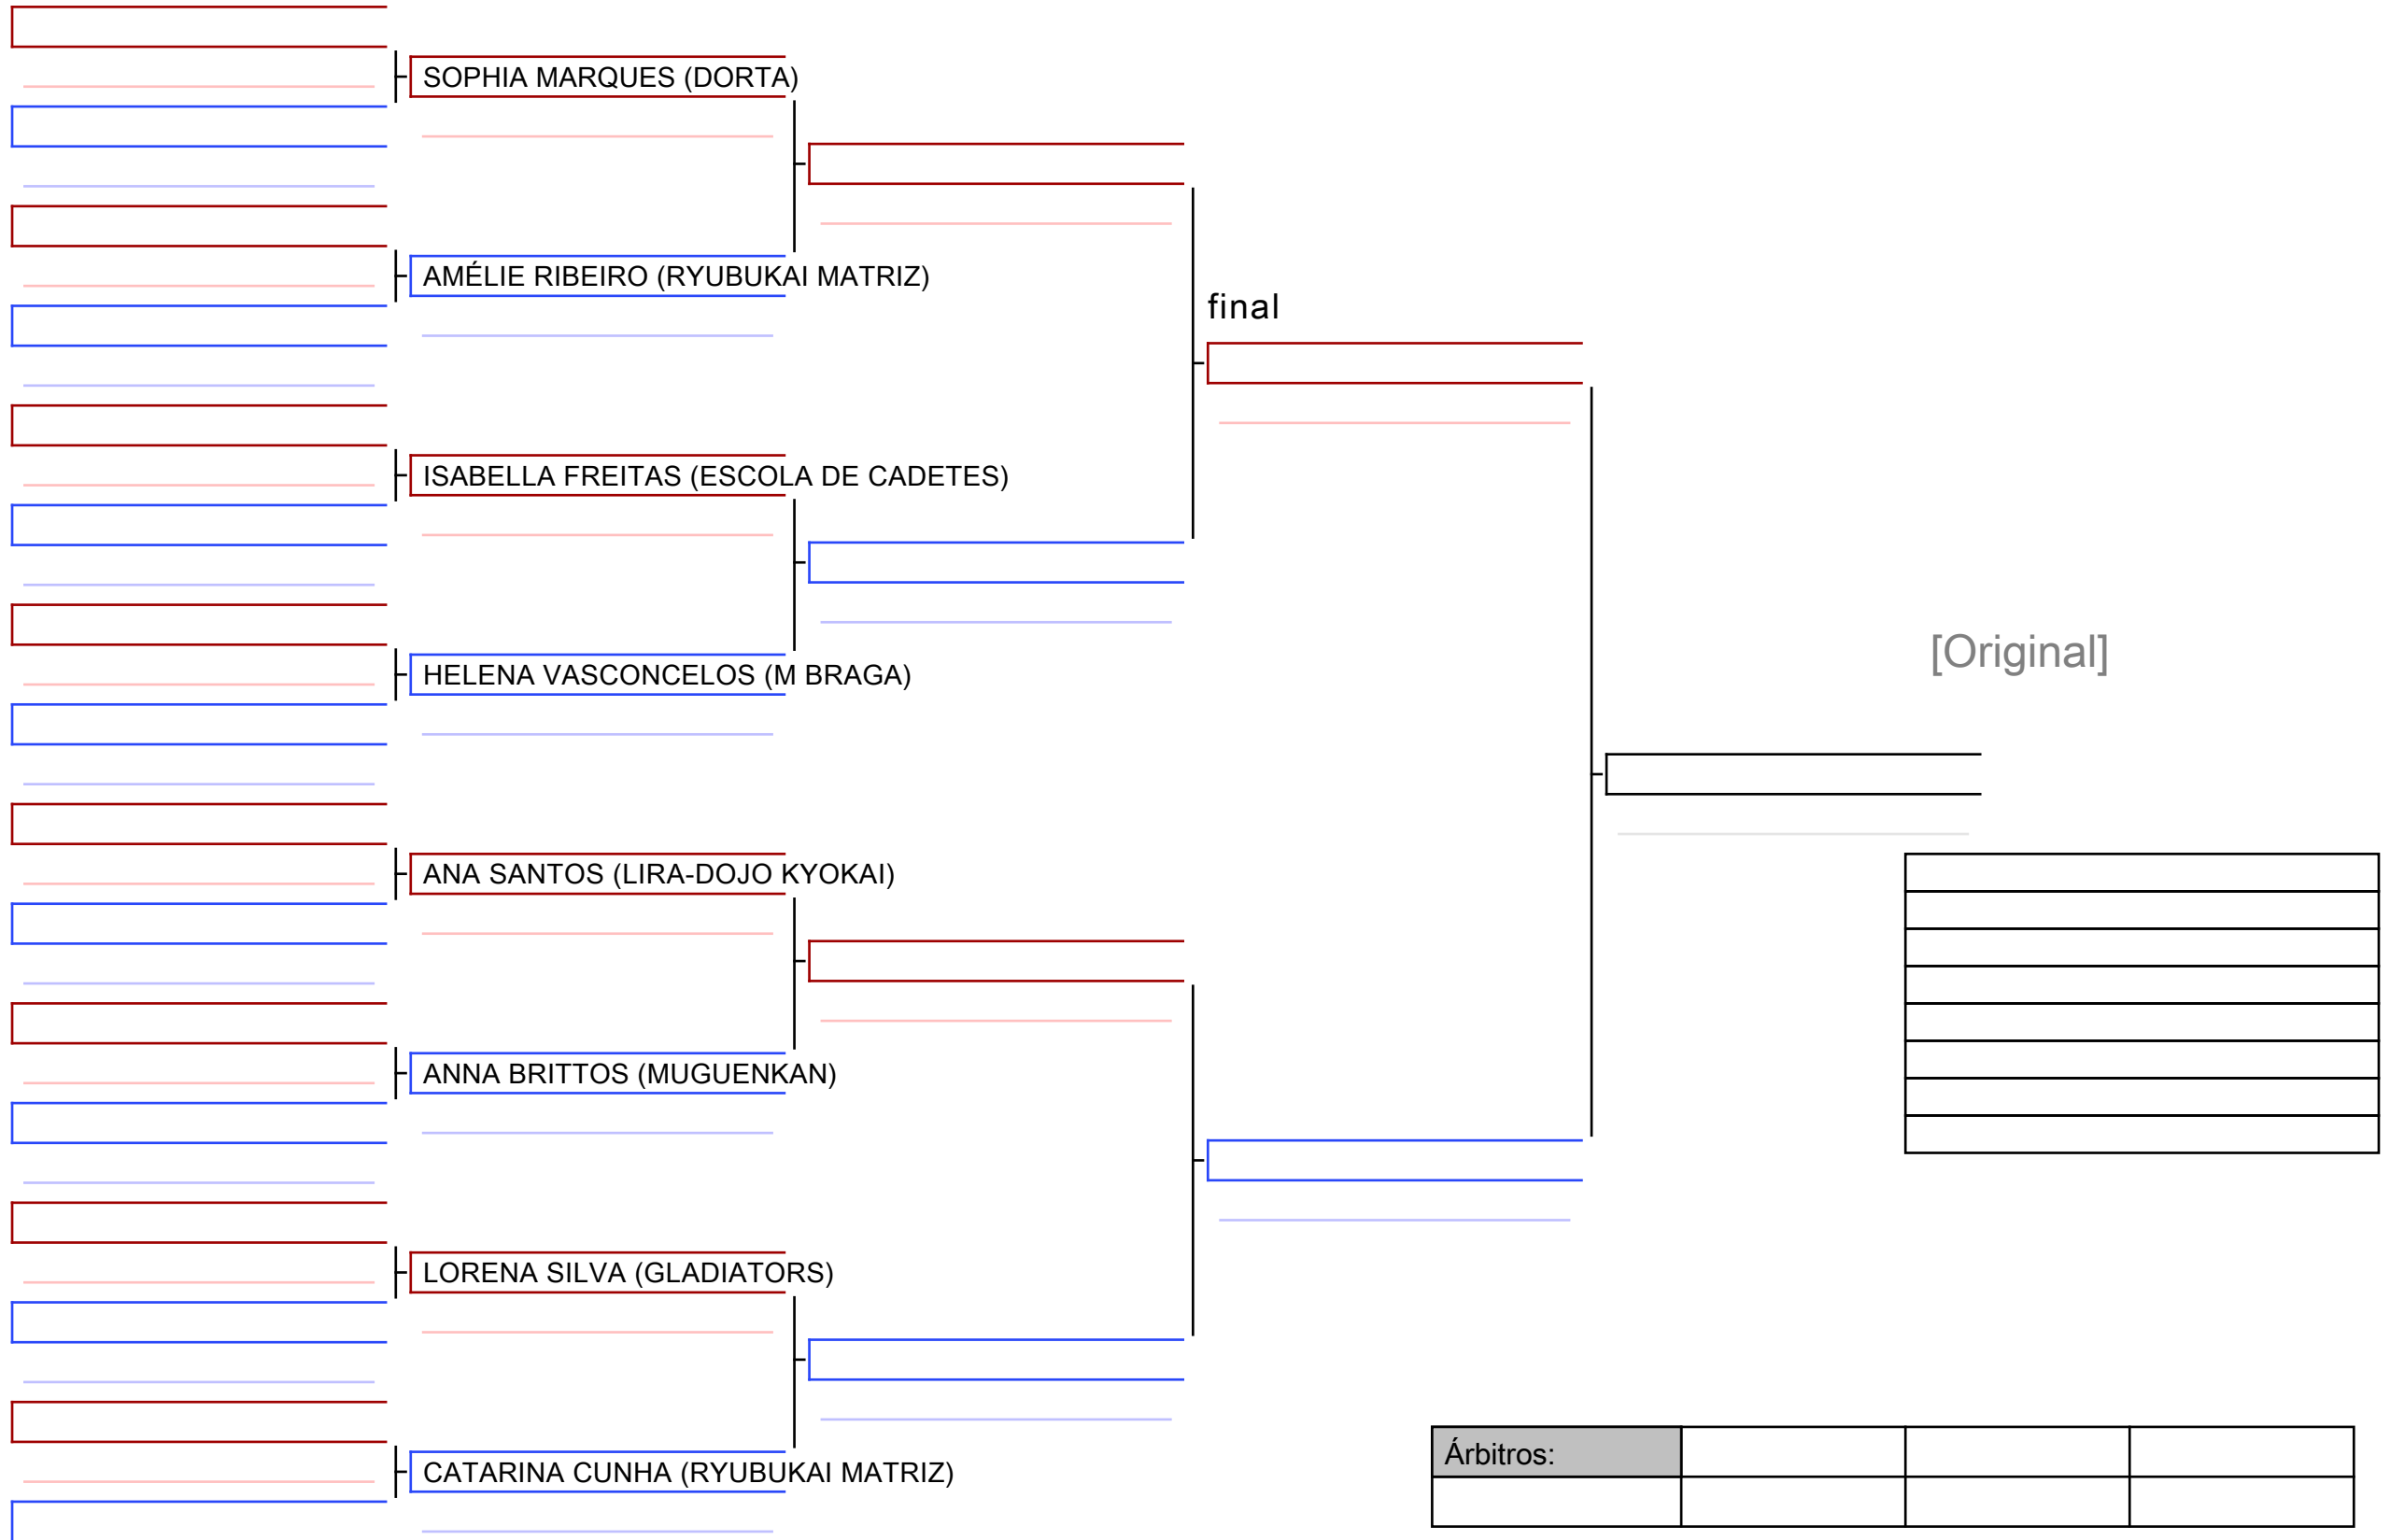 SOPHIA MARQUES (DORTA)
AMÉLIE RIBEIRO (RYUBUKAI MATRIZ)
final
ISABELLA FREITAS (ESCOLA DE CADETES)
[Original]
HELENA VASCONCELOS (M BRAGA)
ANA SANTOS (LIRA-DOJO KYOKAI)
ANNA BRITTOS (MUGUENKAN)
LORENA SILVA (GLADIATORS)
Árbitros:
CATARINA CUNHA (RYUBUKAI MATRIZ)